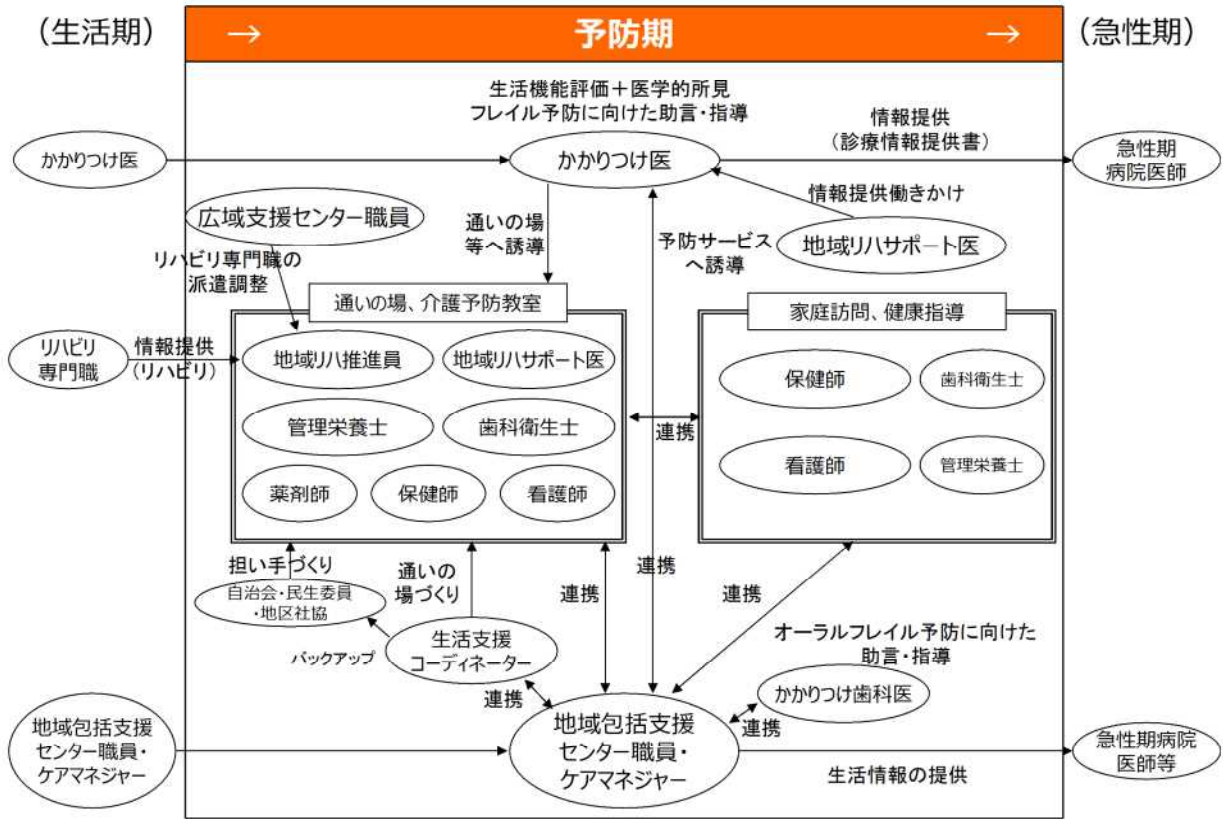 (生活期)
→
予防期
→
(急性期)
生活機能評価＋医学的所見
フレイル予防に向けた助言・指導
情報提供
(診療情報提供書)
かかりつけ医
かかりつけ医
急性期
病院医師
情報提供働きかけ
広域支援センター職員
通いの場
等へ誘導
予防サービス
へ誘導
地域リハサポート医
リハビリ専門職の
派遣調整
通いの場、介護予防教室
家庭訪問、健康指導
リハビリ
専門職
情報提供
(リハビリ)
地域リハ推進員
地域リハサポート医
保健師
歯科衛生士
管理栄養士
歯科衛生士
連携
看護師
管理栄養士
薬剤師
保健師
看護師
担い手づくり
通いの
場づくり
連携
連携
連携
自治会・民生委員
・地区社協
生活支援
コーディネーター
バックアップ
オーラルフレイル予防に向けた
助言・指導
連携
かかりつけ歯科医
連携
地域包括支援
センター職員・
ケアマネジャー
地域包括支援
センター職員・
ケアマネジャー
生活情報の提供
急性期病院
医師等